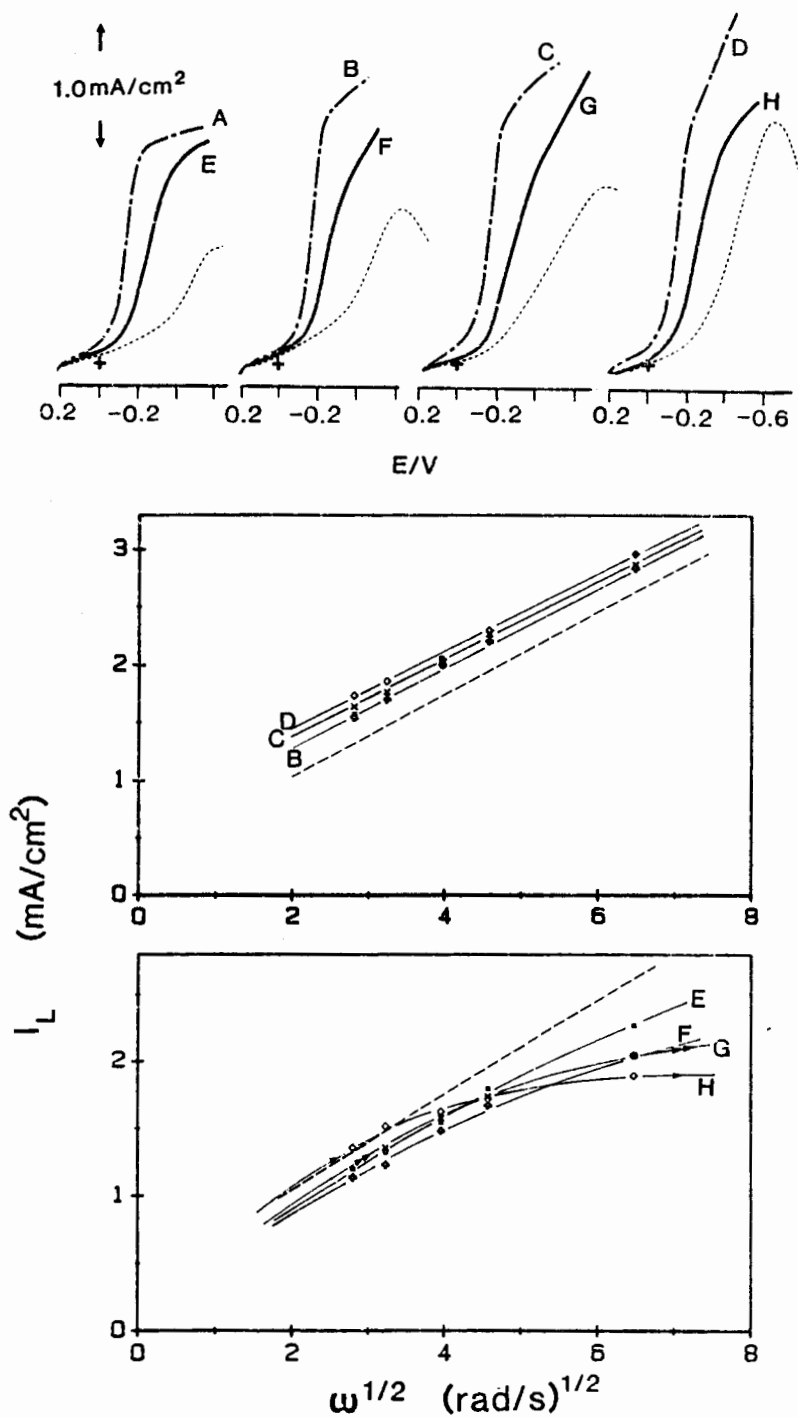 1.0 mA/cm²
A
E
B
F
C
G
D
H
+
+
+
+
0.2 -0.2
0.2 -0.2
0.2 -0.2
0.2 -0.2 -0.6
E/V
3
2
1
0
D
C
B
0 2 4 6 8
I_L (mA/cm²)
2
1
0
E
F
G
H
0 2 4 6 8
ω^1/2 (rad/s)^1/2